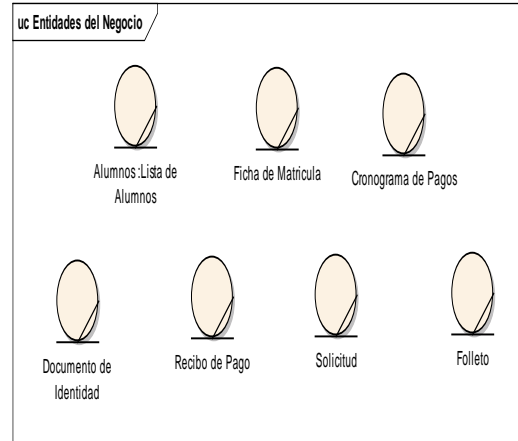 uc Entidades del Negocio
Alumnos :Lista de
Alumnos
Ficha de Matricula
Cronograma de Pagos
Documento de
Identidad
Recibo de Pago
Solicitud
Folleto